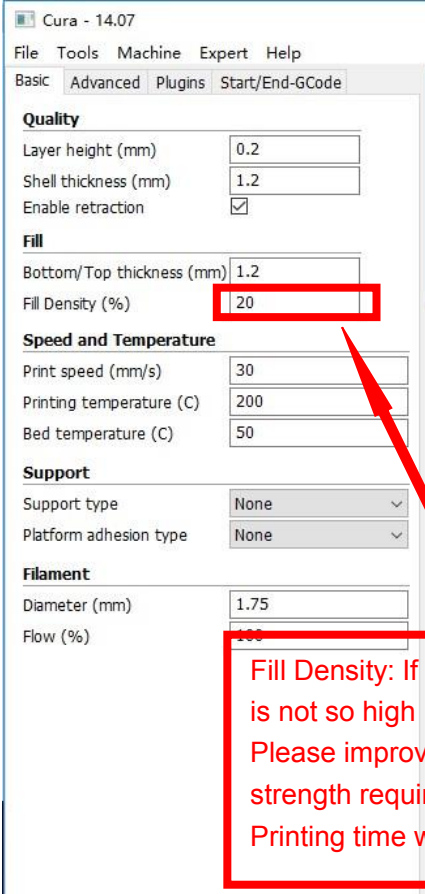 Cura - 14.07
File Tools Machine Expert Help
Basic Advanced Plugins Start/End-GCode
Quality
Layer height (mm) 0.2
Shell thickness (mm) 1.2
Enable retraction
Fill
Bottom/Top thickness (mm) 1.2
Fill Density (%) 20
Speed and Temperature
Print speed (mm/s) 30
Printing temperature (C) 200
Bed temperature (C) 50
Support
Support type None
Platform adhesion type None
Filament
Diameter (mm) 1.75
Flow (%) 100
Fill Density: If
is not so high
Please improv
strength requi
Printing time